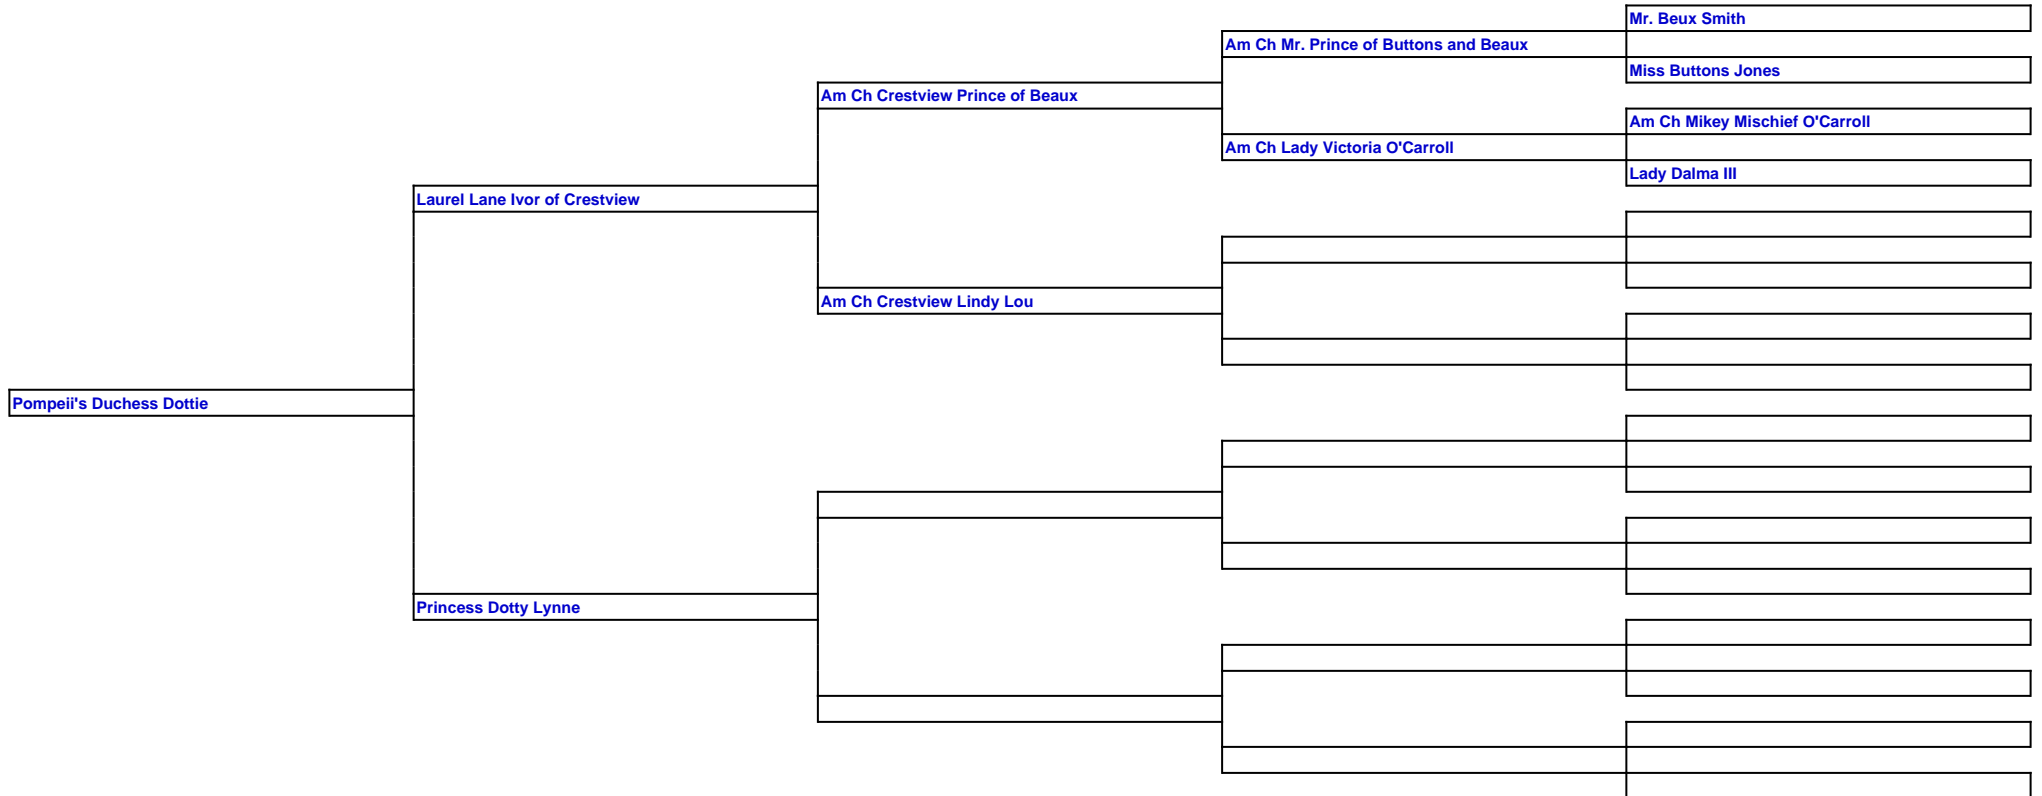 Mr. Beux Smith
Am Ch Mr. Prince of Buttons and Beaux
Miss Buttons Jones
Am Ch Crestview Prince of Beaux
Am Ch Mikey Mischief O'Carroll
Am Ch Lady Victoria O'Carroll
Lady Dalma III
Laurel Lane Ivor of Crestview
Am Ch Crestview Lindy Lou
Pompeii's Duchess Dottie
Princess Dotty Lynne